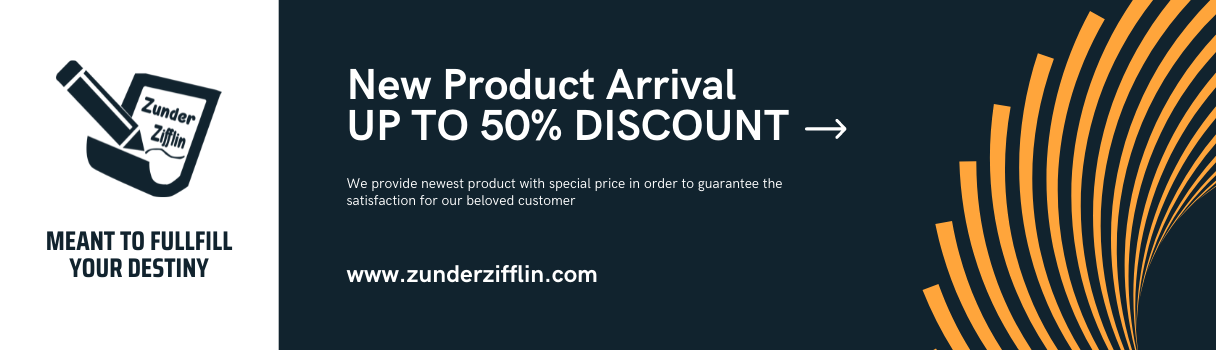 Zunder
Zifflin
MEANT TO FULLFILL
YOUR DESTINY
New Product Arrival
UP TO 50% DISCOUNT →
We provide newest product with special price in order to guarantee the
satisfaction for our beloved customer
www.zunderzifflin.com